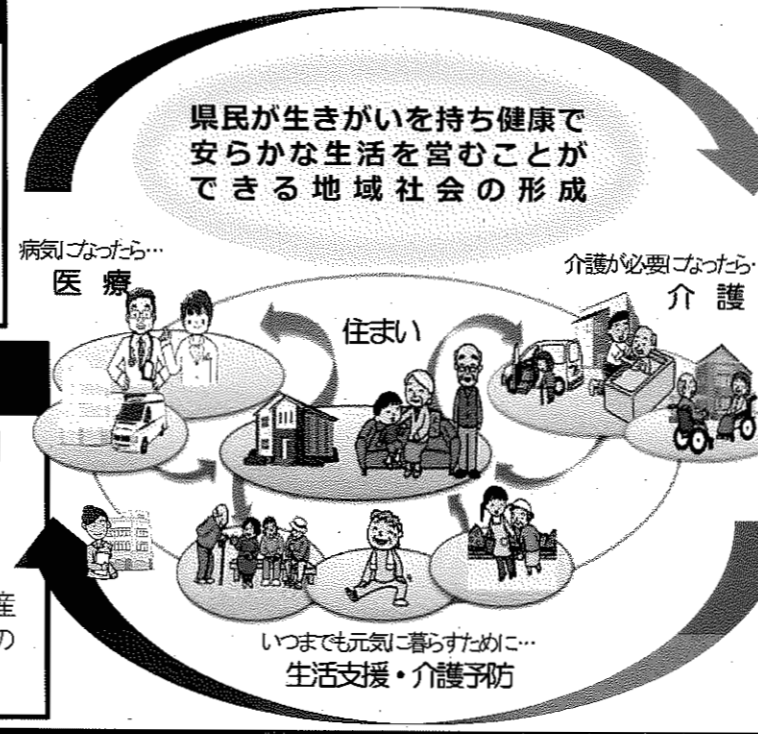 県民が生きがいを持ち健康で
安らかな生活を営むことが
できる地域社会の形成
病気になったら…
医療
介護が必要になったら…
介護
住まい
いつまでも元気に暮らすために…
生活支援・介護予防
産
の